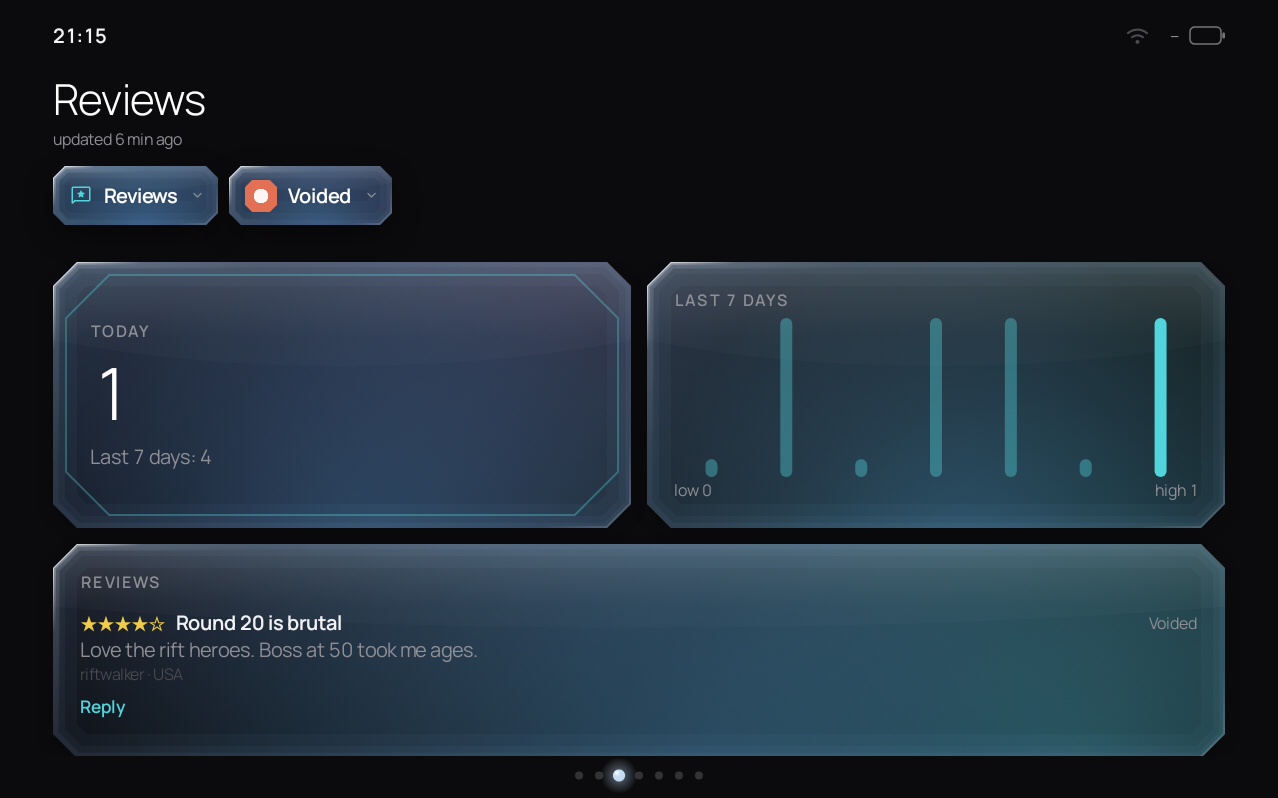 21:15
–
Reviews
updated 6 min ago
Reviews
Voided
TODAY
1
Last 7 days: 4
LAST 7 DAYS
low 0
high 1
REVIEWS
★★★★☆ Round 20 is brutal
Voided
Love the rift heroes. Boss at 50 took me ages.
riftwalker · USA
Reply